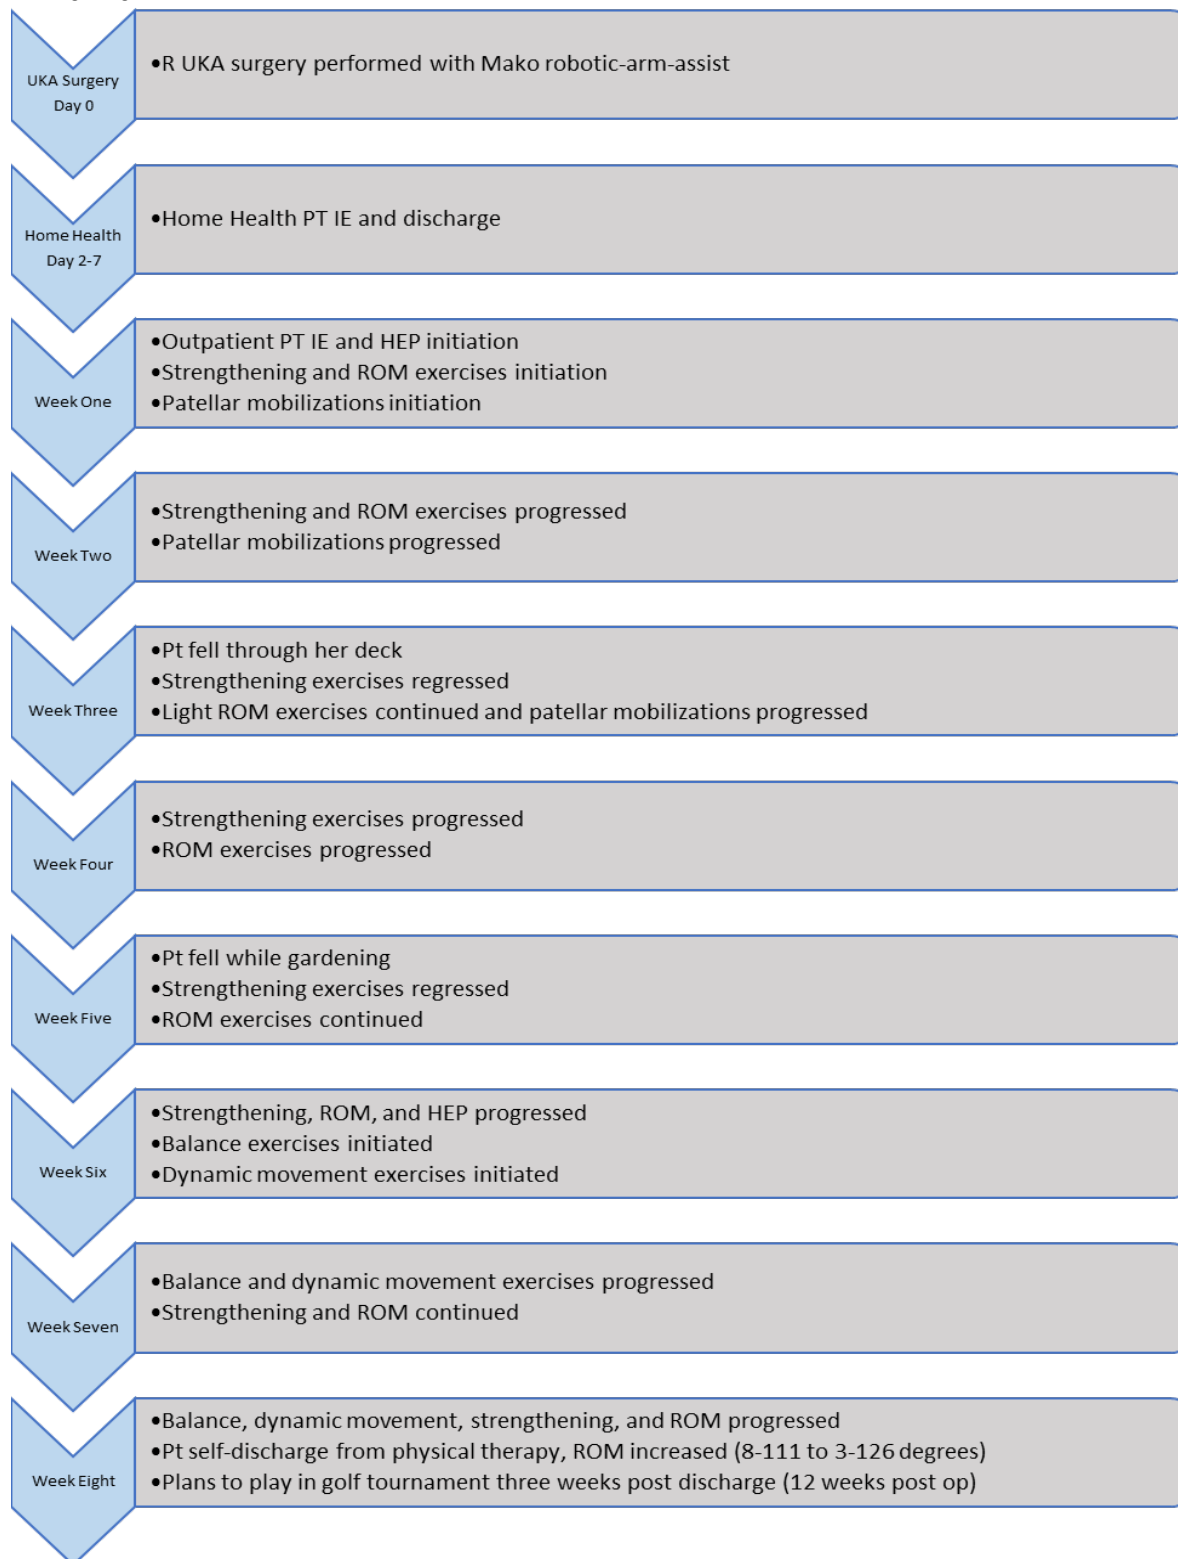 UKA Surgery
Day 0
•R UKA surgery performed with Mako robotic-arm-assist
Home Health
Day 2-7
•Home Health PT IE and discharge
Week One
•Outpatient PT IE and HEP initiation
•Strengthening and ROM exercises initiation
•Patellar mobilizations initiation
Week Two
•Strengthening and ROM exercises progressed
•Patellar mobilizations progressed
Week Three
•Pt fell through her deck
•Strengthening exercises regressed
•Light ROM exercises continued and patellar mobilizations progressed
Week Four
•Strengthening exercises progressed
•ROM exercises progressed
Week Five
•Pt fell while gardening
•Strengthening exercises regressed
•ROM exercises continued
Week Six
•Strengthening, ROM, and HEP progressed
•Balance exercises initiated
•Dynamic movement exercises initiated
Week Seven
•Balance and dynamic movement exercises progressed
•Strengthening and ROM continued
Week Eight
•Balance, dynamic movement, strengthening, and ROM progressed
•Pt self-discharge from physical therapy, ROM increased (8-111 to 3-126 degrees)
•Plans to play in golf tournament three weeks post discharge (12 weeks post op)